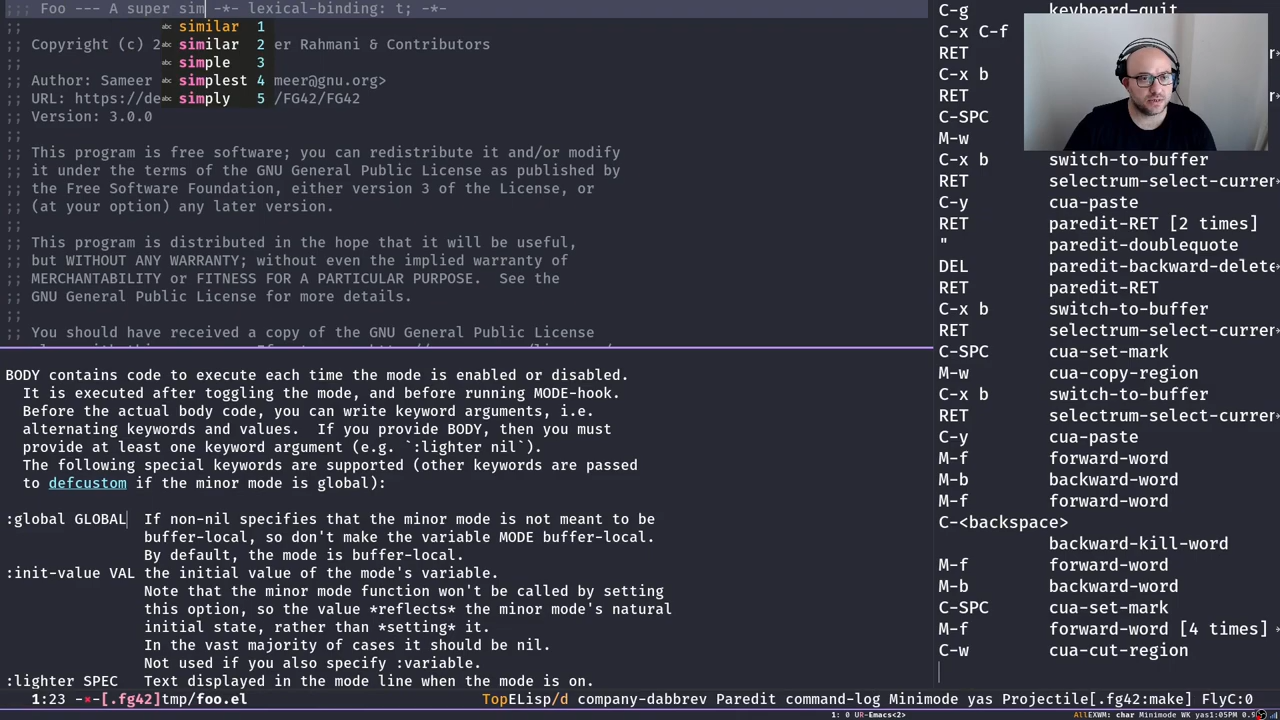 ;;; Foo --- A super sim -*- lexical-binding: t; -*-
;;
;; Copyright (c) 2 er Rahmani & Contributors
;;
;; Author: Sameer meer@gnu.org>
;; URL: https://de /FG42/FG42
;; Version: 3.0.0
;;
;; This program is free software; you can redistribute it and/or modify
;; it under the terms of the GNU General Public License as published by
;; the Free Software Foundation, either version 3 of the License, or
;; (at your option) any later version.
;;
;; This program is distributed in the hope that it will be useful,
;; but WITHOUT ANY WARRANTY; without even the implied warranty of
;; MERCHANTABILITY or FITNESS FOR A PARTICULAR PURPOSE.  See the
;; GNU General Public License for more details.
;;
;; You should have received a copy of the GNU General Public License
abc similar 1
abc similar 2
abc simple 3
abc simplest 4
abc simply 5
BODY contains code to execute each time the mode is enabled or disabled.
It is executed after toggling the mode, and before running MODE-hook.
Before the actual body code, you can write keyword arguments, i.e.
alternating keywords and values.  If you provide BODY, then you must
provide at least one keyword argument (e.g. `:lighter nil`).
The following special keywords are supported (other keywords are passed
to defcustom if the minor mode is global):
:global GLOBAL  If non-nil specifies that the minor mode is not meant to be
buffer-local, so don't make the variable MODE buffer-local.
By default, the mode is buffer-local.
:init-value VAL the initial value of the mode's variable.
Note that the minor mode function won't be called by setting
this option, so the value *reflects* the minor mode's natural
initial state, rather than *setting* it.
In the vast majority of cases it should be nil.
Not used if you also specify :variable.
:lighter SPEC   Text displayed in the mode line when the mode is on.
C-g keyboard-quit
C-x C-f
RET
C-x b
RET
C-SPC
M-w
C-x b switch-to-buffer
RET selectrum-select-curren
C-y cua-paste
RET paredit-RET [2 times]
" paredit-doublequote
DEL paredit-backward-delete
RET paredit-RET
C-x b switch-to-buffer
RET selectrum-select-curren
C-SPC cua-set-mark
M-w cua-copy-region
C-x b switch-to-buffer
RET selectrum-select-curren
C-y cua-paste
M-f forward-word
M-b backward-word
M-f forward-word
C-<backspace>
backward-kill-word
M-f forward-word
M-b backward-word
C-SPC cua-set-mark
M-f forward-word [4 times]
C-w cua-cut-region
1:23 --[.fg42]tmp/foo.el TopELisp/d company-dabbrev Paredit command-log Minimode yas Projectile[.fg42:make] FlyC:0
1: 0 UR-Emacs<2> AllEXWM: char Minimode WK yas1:05PM